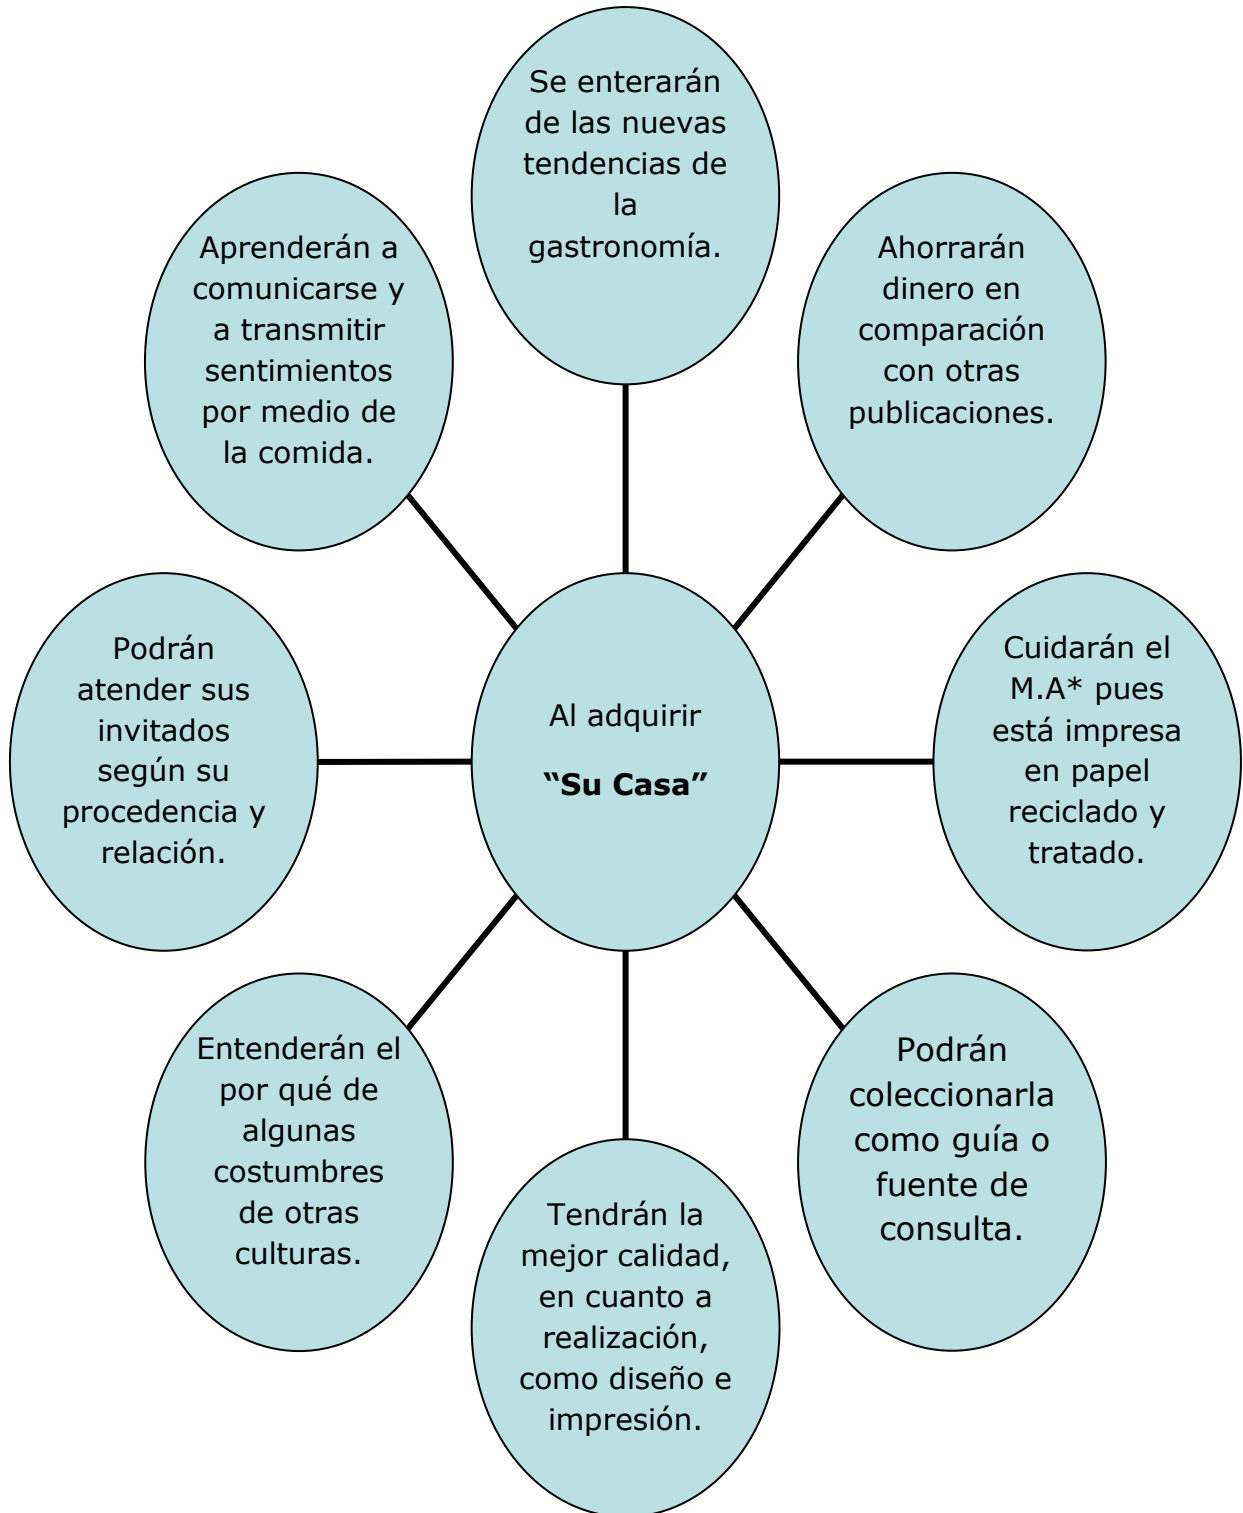 Se enterarán
de las nuevas
tendencias de
la
gastronomía.
Ahorrarán
dinero en
comparación
con otras
publicaciones.
Cuidarán el
M.A* pues
está impresa
en papel
reciclado y
tratado.
Podrán
coleccionarla
como guía o
fuente de
consulta.
Tendrán la
mejor calidad,
en cuanto a
realización,
como diseño e
impresión.
Entenderán el
por qué de
algunas
costumbres
de otras
culturas.
Podrán
atender sus
invitados
según su
procedencia y
relación.
Aprenderán a
comunicarse y
a transmitir
sentimientos
por medio de
la comida.
Al adquirir
“Su Casa”